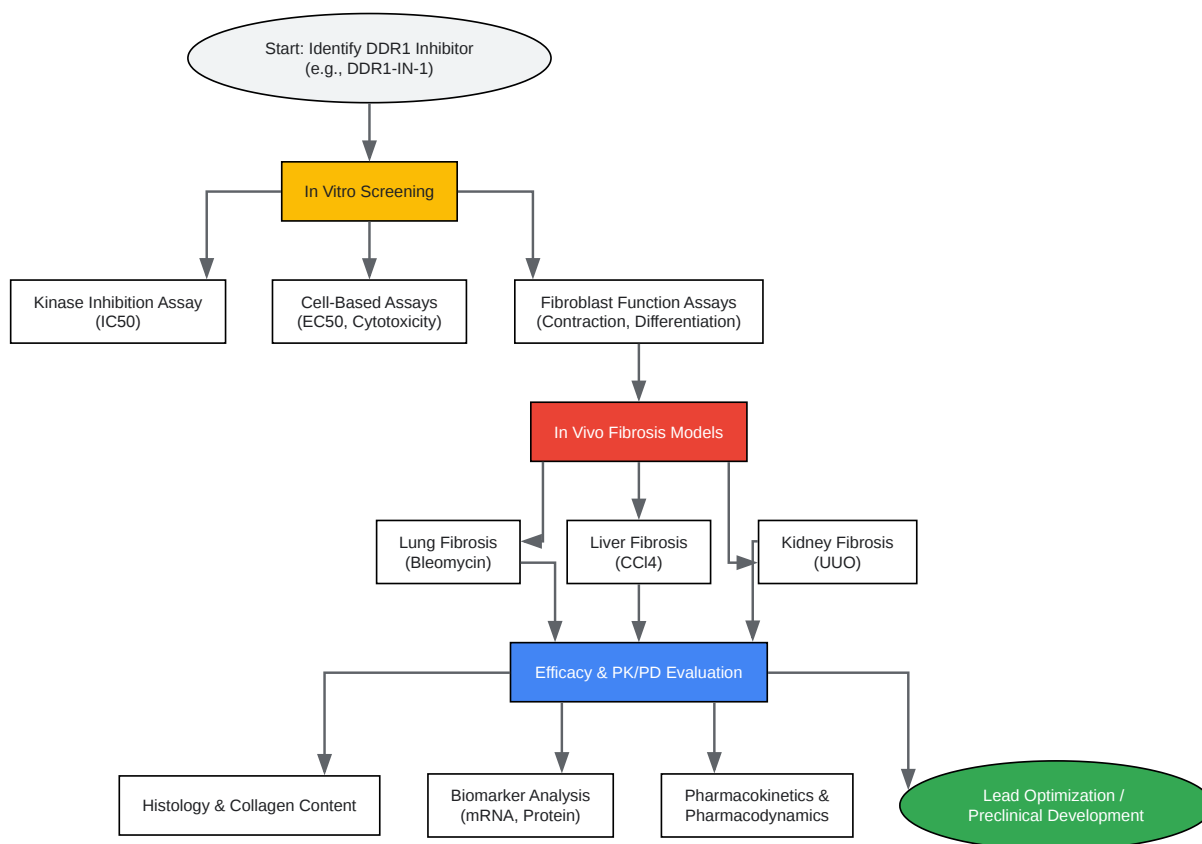 Start: Identify DDR1 Inhibitor
(e.g., DDR1-IN-1)
In Vitro Screening
Kinase Inhibition Assay
(IC50)
Cell-Based Assays
(EC50, Cytotoxicity)
Fibroblast Function Assays
(Contraction, Differentiation)
In Vivo Fibrosis Models
Lung Fibrosis
(Bleomycin)
Liver Fibrosis
(CCl4)
Kidney Fibrosis
(UUO)
Efficacy & PK/PD Evaluation
Histology & Collagen Content
Biomarker Analysis
(mRNA, Protein)
Pharmacokinetics &
Pharmacodynamics
Lead Optimization /
Preclinical Development